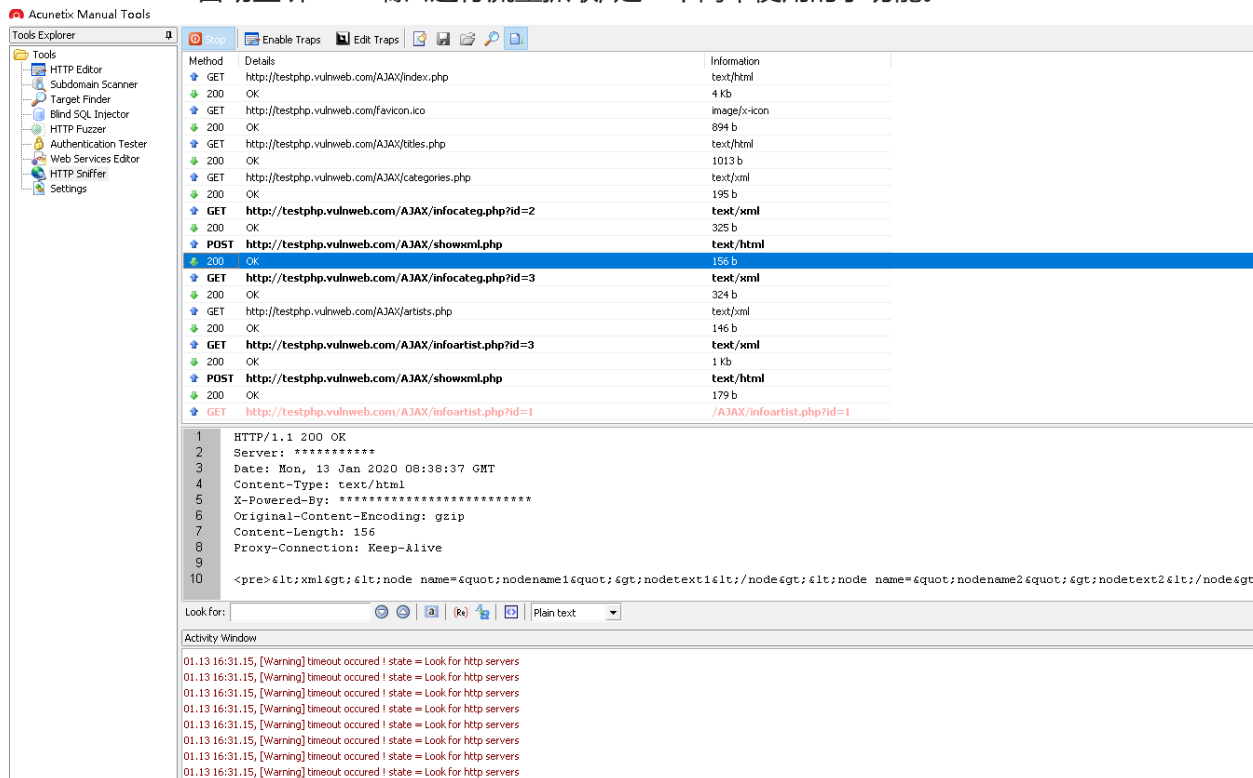 Acunetix Manual Tools
Tools Explorer
Tools
HTTP Editor
Subdomain Scanner
Target Finder
Blind SQL Injector
HTTP Fuzzer
Authentication Tester
Web Services Editor
HTTP Sniffer
Settings
Stop Enable Traps Edit Traps
Method Details Information
GET http://testphp.vulnweb.com/AJAX/index.php text/html
200 OK 4 Kb
GET http://testphp.vulnweb.com/favicon.ico image/x-icon
200 OK 894 b
GET http://testphp.vulnweb.com/AJAX/titles.php text/html
200 OK 1013 b
GET http://testphp.vulnweb.com/AJAX/categories.php text/xml
200 OK 195 b
GET http://testphp.vulnweb.com/AJAX/infocateg.php?id=2 text/xml
200 OK 325 b
POST http://testphp.vulnweb.com/AJAX/showxml.php text/html
200 OK 156 b
GET http://testphp.vulnweb.com/AJAX/infocateg.php?id=3 text/xml
200 OK 324 b
GET http://testphp.vulnweb.com/AJAX/artists.php text/xml
200 OK 146 b
GET http://testphp.vulnweb.com/AJAX/infoartist.php?id=3 text/xml
200 OK 1 Kb
POST http://testphp.vulnweb.com/AJAX/showxml.php text/html
200 OK 179 b
GET http://testphp.vulnweb.com/AJAX/infoartist.php?id=1 /AJAX/infoartist.php?id=1
1 HTTP/1.1 200 OK
2 Server: ***********
3 Date: Mon, 13 Jan 2020 08:38:37 GMT
4 Content-Type: text/html
5 X-Powered-By: **************************
6 Original-Content-Encoding: gzip
7 Content-Length: 156
8 Proxy-Connection: Keep-Alive
9
10 <pre>&lt;xml&gt;&lt;node name=&quot;nodename1&quot;&gt;nodetext1&lt;/node&gt;&lt;node name=&quot;nodename2&quot;&gt;nodetext2&lt;/node&gt
Look for: Plain text
Activity Window
01.13 16:31.15, [Warning] timeout occured ! state = Look for http servers
01.13 16:31.15, [Warning] timeout occured ! state = Look for http servers
01.13 16:31.15, [Warning] timeout occured ! state = Look for http servers
01.13 16:31.15, [Warning] timeout occured ! state = Look for http servers
01.13 16:31.15, [Warning] timeout occured ! state = Look for http servers
01.13 16:31.15, [Warning] timeout occured ! state = Look for http servers
01.13 16:31.15, [Warning] timeout occured ! state = Look for http servers
01.13 16:31.15, [Warning] timeout occured ! state = Look for http servers